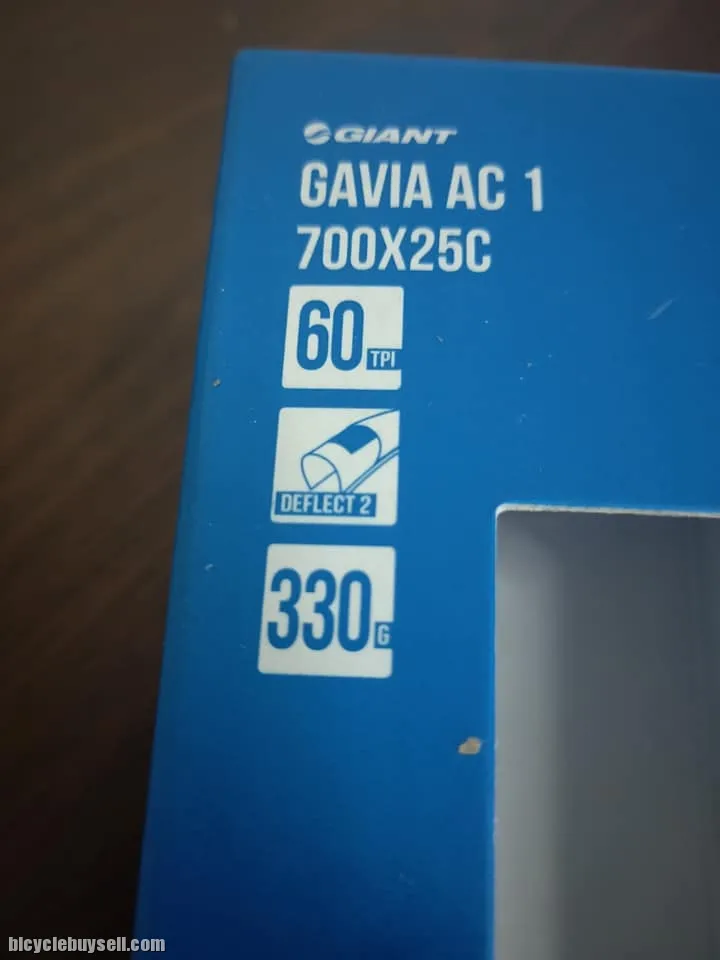 GIANT
GAVIA AC 1
700X25C
60 TPI
DEFLECT 2
330 G
bicyclebuysell.com